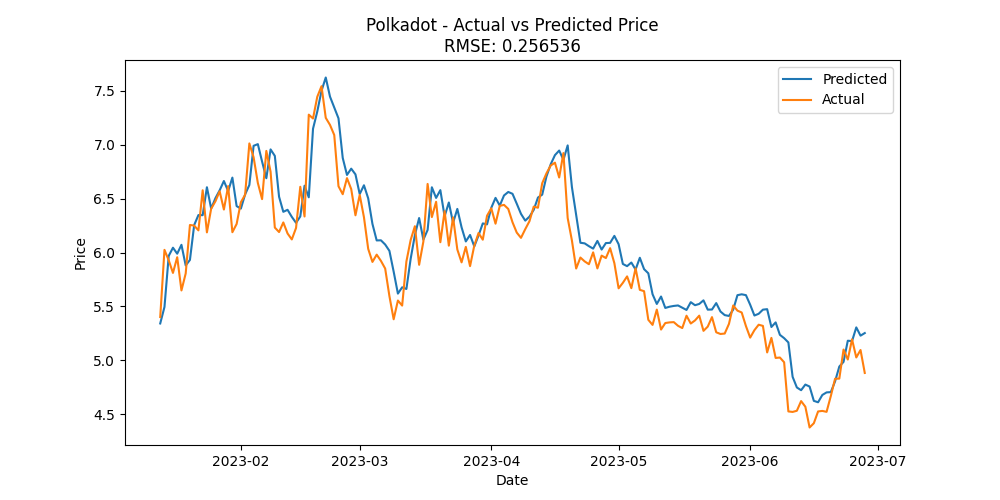 Polkadot - Actual vs Predicted Price
RMSE: 0.256536
Predicted
Actual
Price
7.5
7.0
6.5
6.0
5.5
5.0
4.5
2023-02
2023-03
2023-04
2023-05
2023-06
2023-07
Date